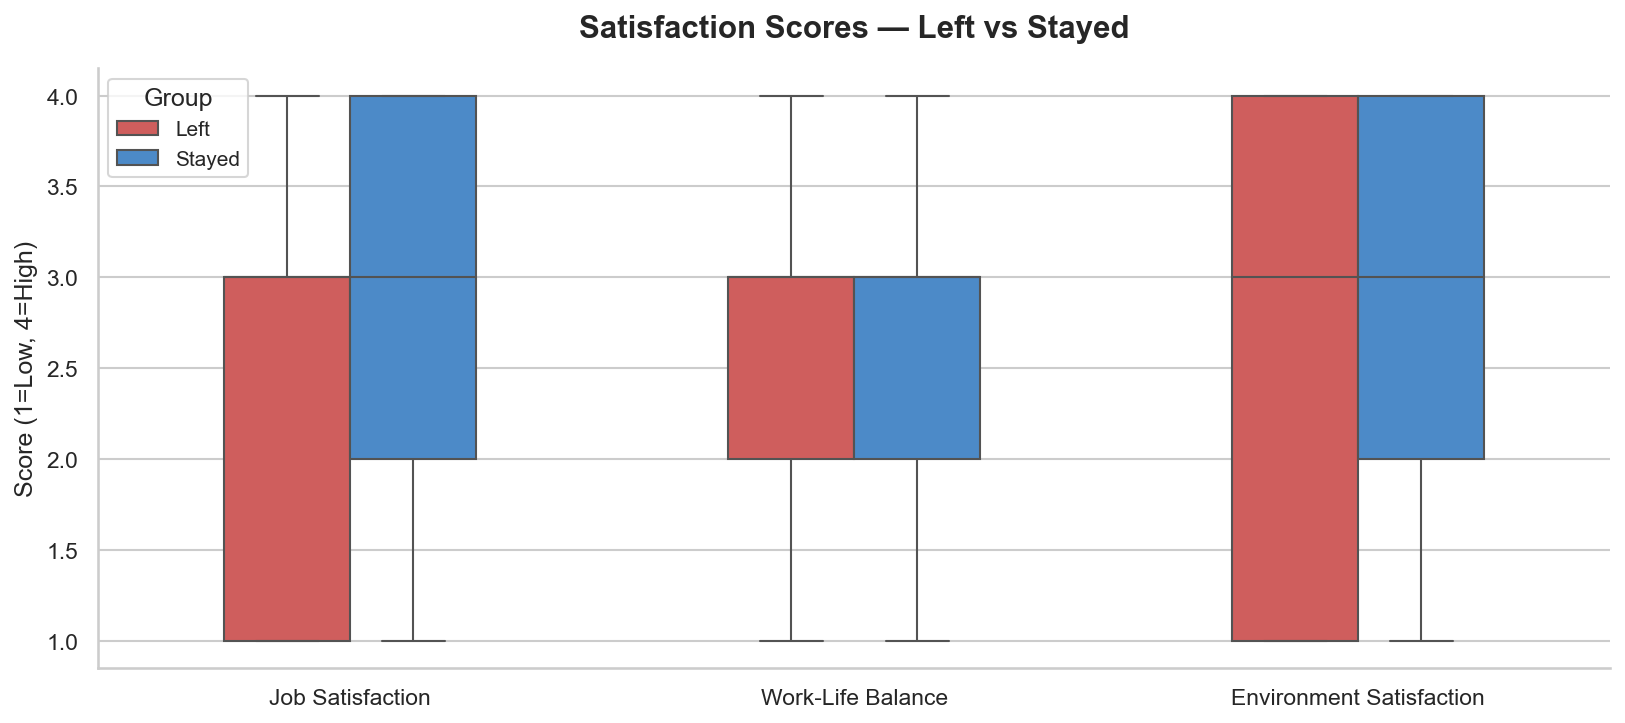 Satisfaction Scores — Left vs Stayed
Group
Left
Stayed
Score (1=Low, 4=High)
4.0
3.5
3.0
2.5
2.0
1.5
1.0
Job Satisfaction
Work-Life Balance
Environment Satisfaction